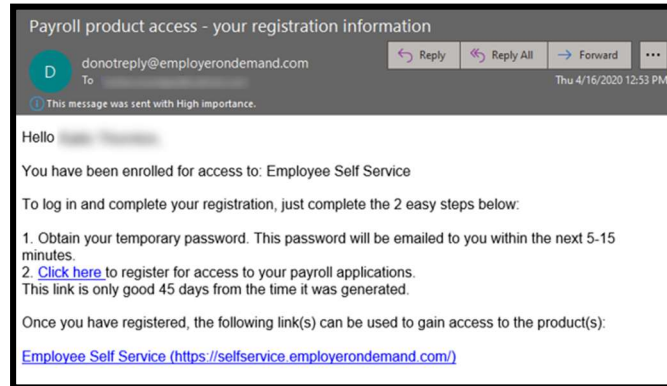 Payroll product access - your registration information
D
donotreply@employerondemand.com
To
Reply
Reply All
Forward
...
Thu 4/16/2020 12:53 PM
This message was sent with High importance.
Hello
You have been enrolled for access to: Employee Self Service
To log in and complete your registration, just complete the 2 easy steps below:
1. Obtain your temporary password. This password will be emailed to you within the next 5-15
minutes.
2. Click here to register for access to your payroll applications.
This link is only good 45 days from the time it was generated.
Once you have registered, the following link(s) can be used to gain access to the product(s):
Employee Self Service (https://selfservice.employerondemand.com/)